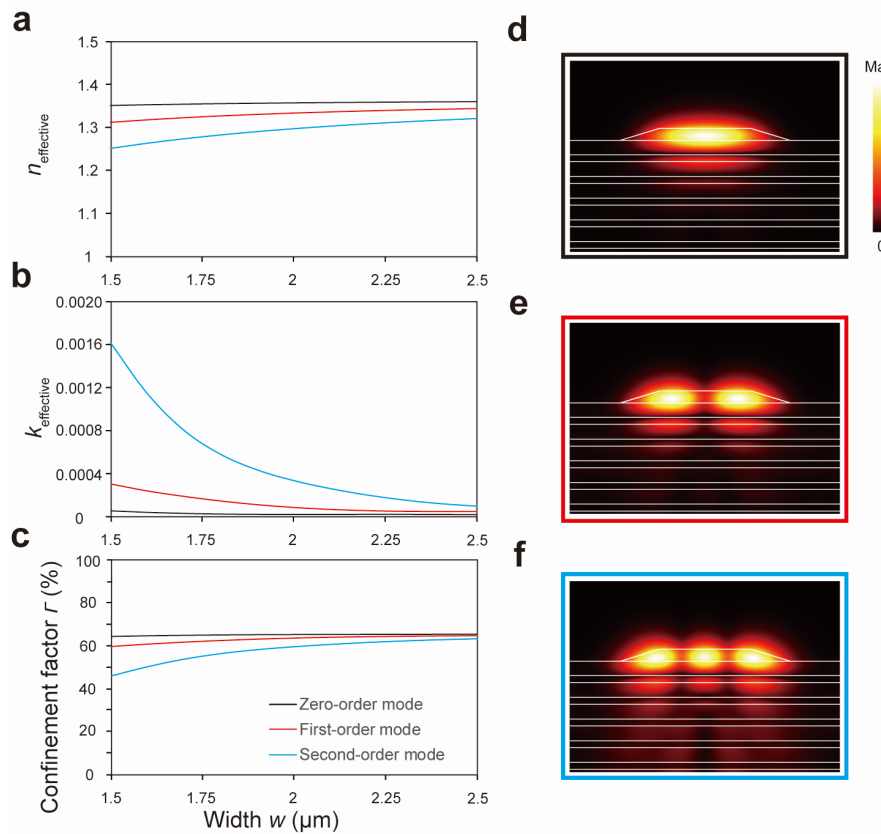 a
1.5
1.4
1.3
1.2
1.1
1
n effective
1.5 1.75 2 2.25 2.5
b
0.0020
0.0016
0.0012
0.0008
0.0004
0
k effective
1.5 1.75 2 2.25 2.5
c
100
80
60
40
20
0
Confinement factor Γ (%)
Zero-order mode
First-order mode
Second-order mode
1.5 1.75 2 2.25 2.5
Width w (μm)
d
Ma
0
e
f